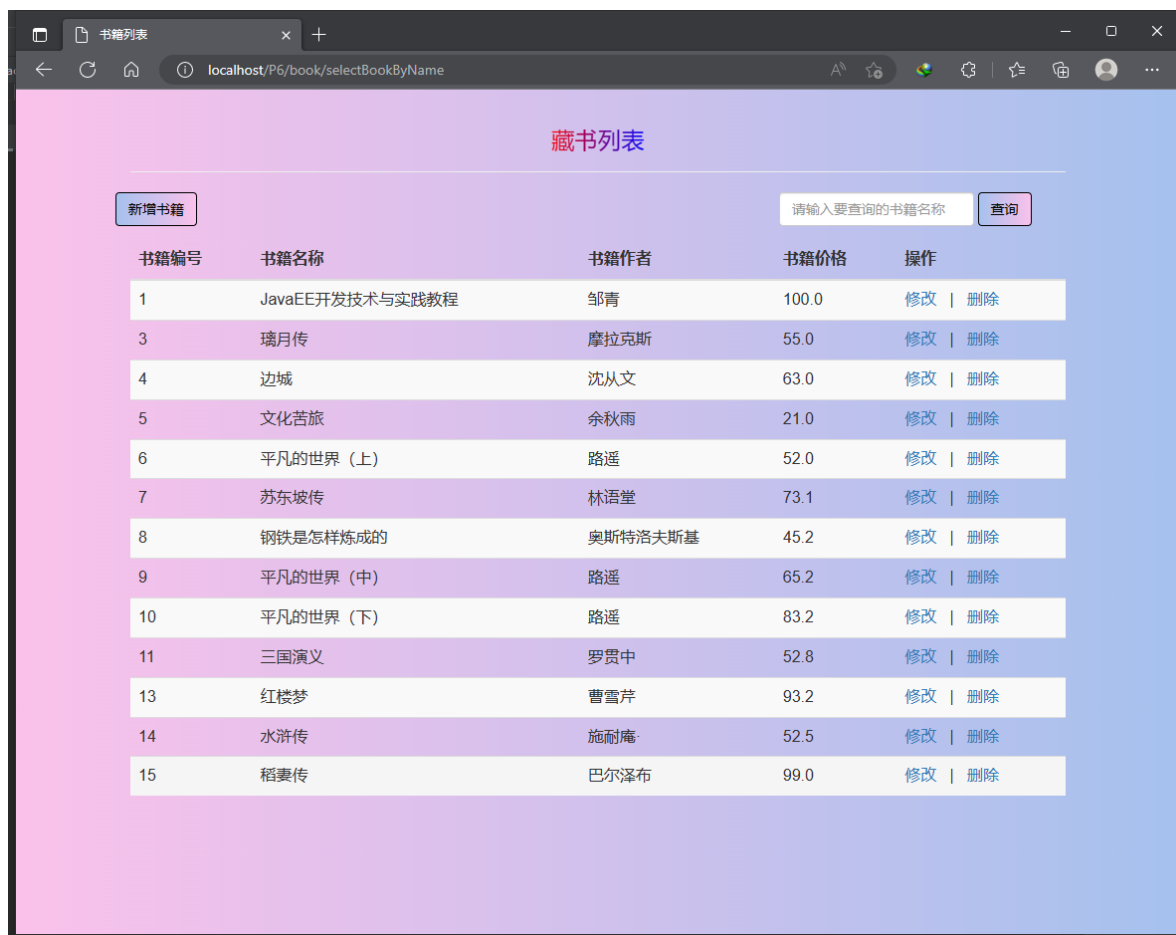 书籍列表
localhost/P6/book/selectBookByName
藏书列表
新增书籍 请输入要查询的书籍名称 查询
书籍编号 书籍名称 书籍作者 书籍价格 操作
1 JavaEE开发技术与实践教程 邹青 100.0 修改 | 删除
3 璃月传 摩拉克斯 55.0 修改 | 删除
4 边城 沈从文 63.0 修改 | 删除
5 文化苦旅 余秋雨 21.0 修改 | 删除
6 平凡的世界（上） 路遥 52.0 修改 | 删除
7 苏东坡传 林语堂 73.1 修改 | 删除
8 钢铁是怎样炼成的 奥斯特洛夫斯基 45.2 修改 | 删除
9 平凡的世界（中） 路遥 65.2 修改 | 删除
10 平凡的世界（下） 路遥 83.2 修改 | 删除
11 三国演义 罗贯中 52.8 修改 | 删除
13 红楼梦 曹雪芹 93.2 修改 | 删除
14 水浒传 施耐庵· 52.5 修改 | 删除
15 稻妻传 巴尔泽布 99.0 修改 | 删除